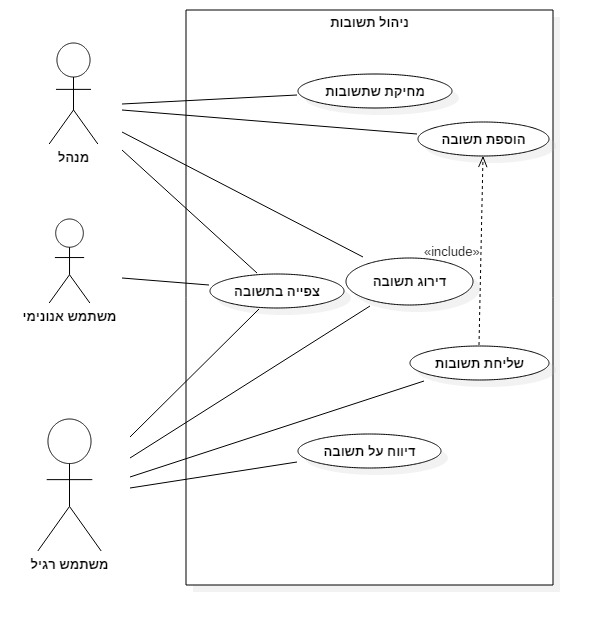 ניהול תשובות
מחיקת שתשובות
הוספת תשובה
מנהל
«include»
דירוג תשובה
צפייה בתשובה
משתמש אנונימי
שליחת תשובות
דיווח על תשובה
משתמש רגיל